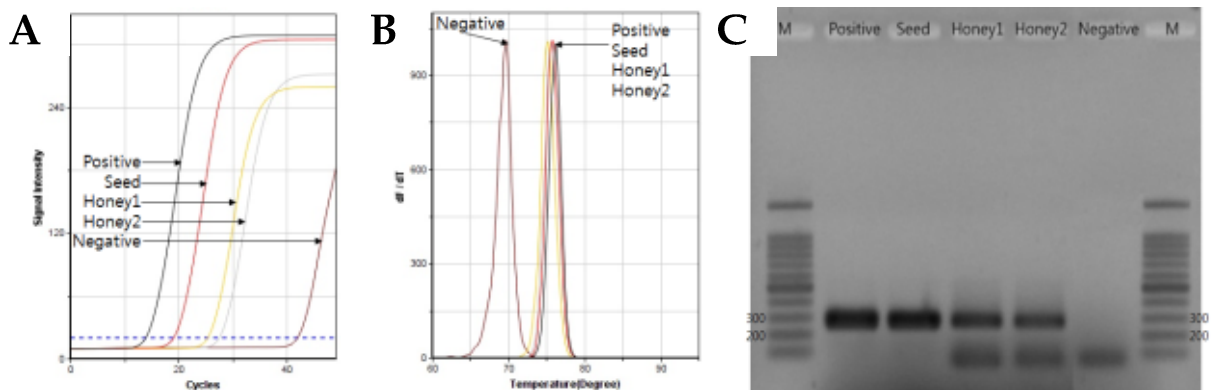 A
Signal Intensity
240
120
0
Positive
Seed
Honey1
Honey2
Negative
0
20
40
Cycles
B
dF / dT
900
600
300
0
Negative
Positive
Seed
Honey1
Honey2
60
70
80
90
Temperature(Degree)
C
M Positive Seed Honey1 Honey2 Negative M
300 300
200 200